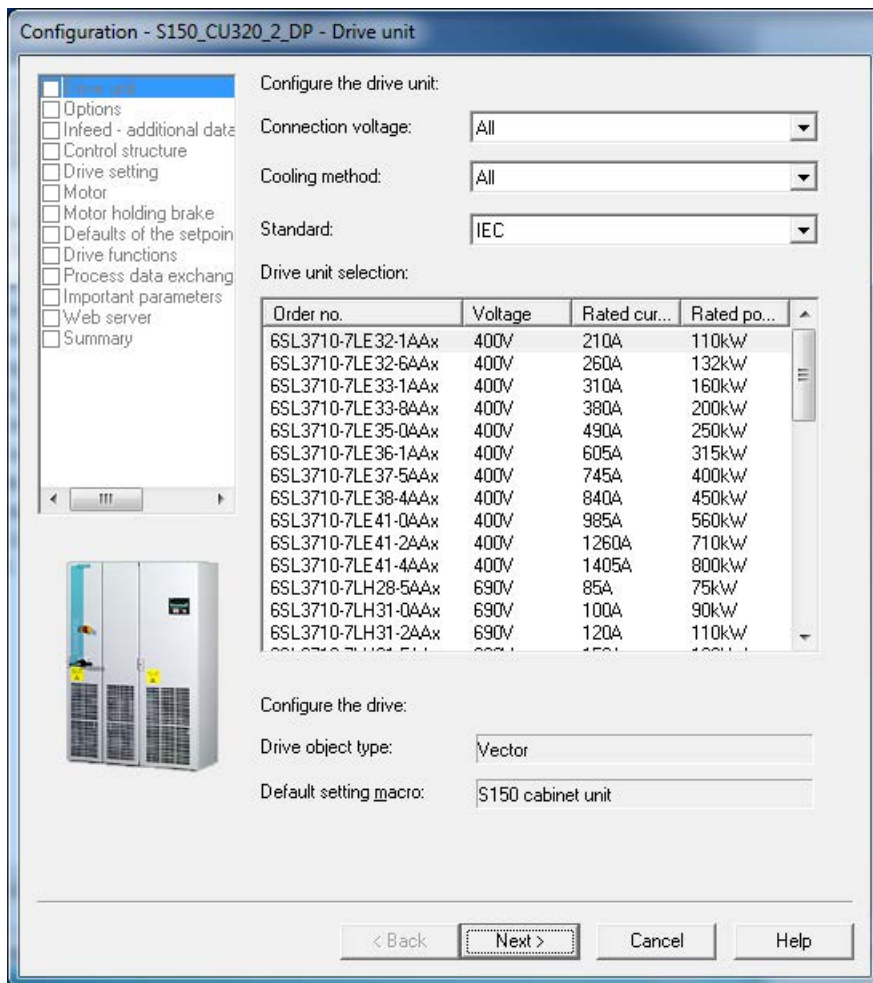 Configuration - S150_CU320_2_DP - Drive unit
Drive unit
Options
Infeed - additional data
Control structure
Drive setting
Motor
Motor holding brake
Defaults of the setpoin
Drive functions
Process data exchang
Important parameters
Web server
Summary
Configure the drive unit:
Connection voltage: All
Cooling method: All
Standard: IEC
Drive unit selection:
Order no. Voltage Rated cur... Rated po...
6SL3710-7LE32-1AAx 400V 210A 110kW
6SL3710-7LE32-6AAx 400V 260A 132kW
6SL3710-7LE33-1AAx 400V 310A 160kW
6SL3710-7LE33-8AAx 400V 380A 200kW
6SL3710-7LE35-0AAx 400V 490A 250kW
6SL3710-7LE36-1AAx 400V 605A 315kW
6SL3710-7LE37-5AAx 400V 745A 400kW
6SL3710-7LE38-4AAx 400V 840A 450kW
6SL3710-7LE41-0AAx 400V 985A 560kW
6SL3710-7LE41-2AAx 400V 1260A 710kW
6SL3710-7LE41-4AAx 400V 1405A 800kW
6SL3710-7LH28-5AAx 690V 85A 75kW
6SL3710-7LH31-0AAx 690V 100A 90kW
6SL3710-7LH31-2AAx 690V 120A 110kW
Configure the drive:
Drive object type: Vector
Default setting macro: S150 cabinet unit
< Back Next > Cancel Help